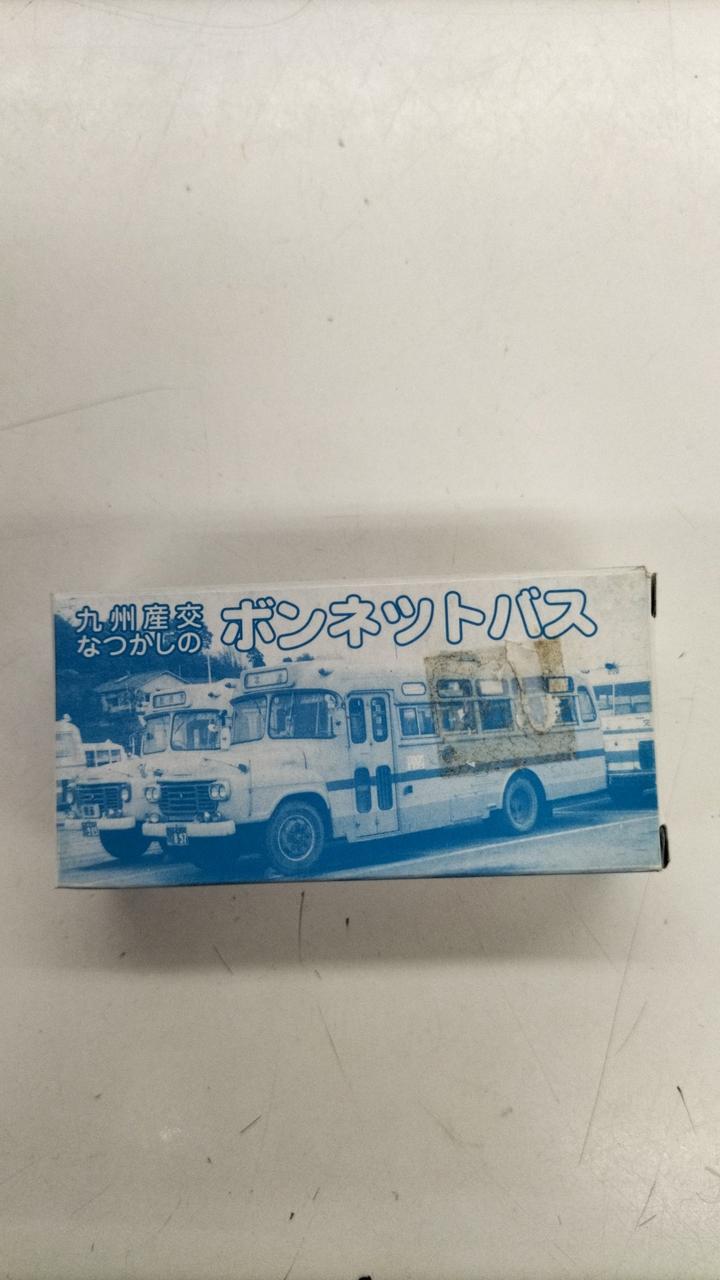 九州産交
なつかしの
ボンネットバス